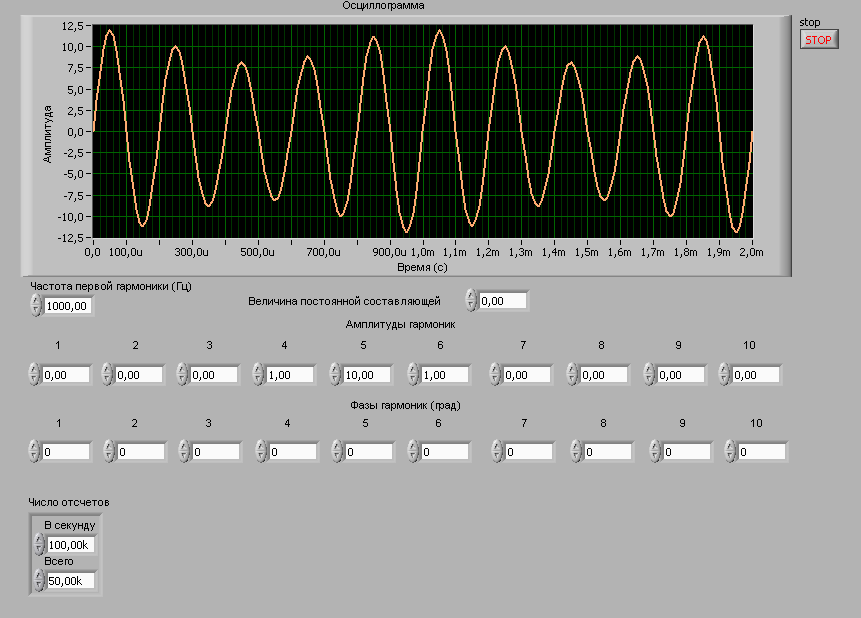 Осциллограмма
stop
STOP
Амплитуда
12,5
10,0
7,5
5,0
2,5
0,0
-2,5
-5,0
-7,5
-10,0
-12,5
0,0 100,00u 300,0u 500,0u 700,0u 900,0u 1,0m 1,1m 1,2m 1,3m 1,4m 1,5m 1,6m 1,7m 1,8m 1,9m 2,0m
Время (с)
Частота первой гармоники (Гц)
1000,00
Величина постоянной составляющей
0,00
Амплитуды гармоник
1 2 3 4 5 6 7 8 9 10
0,00 0,00 0,00 1,00 10,00 1,00 0,00 0,00 0,00 0,00
Фазы гармоник (град)
1 2 3 4 5 6 7 8 9 10
0 0 0 0 0 0 0 0 0 0
Число отсчетов
В секунду
100,00k
Всего
50,00k